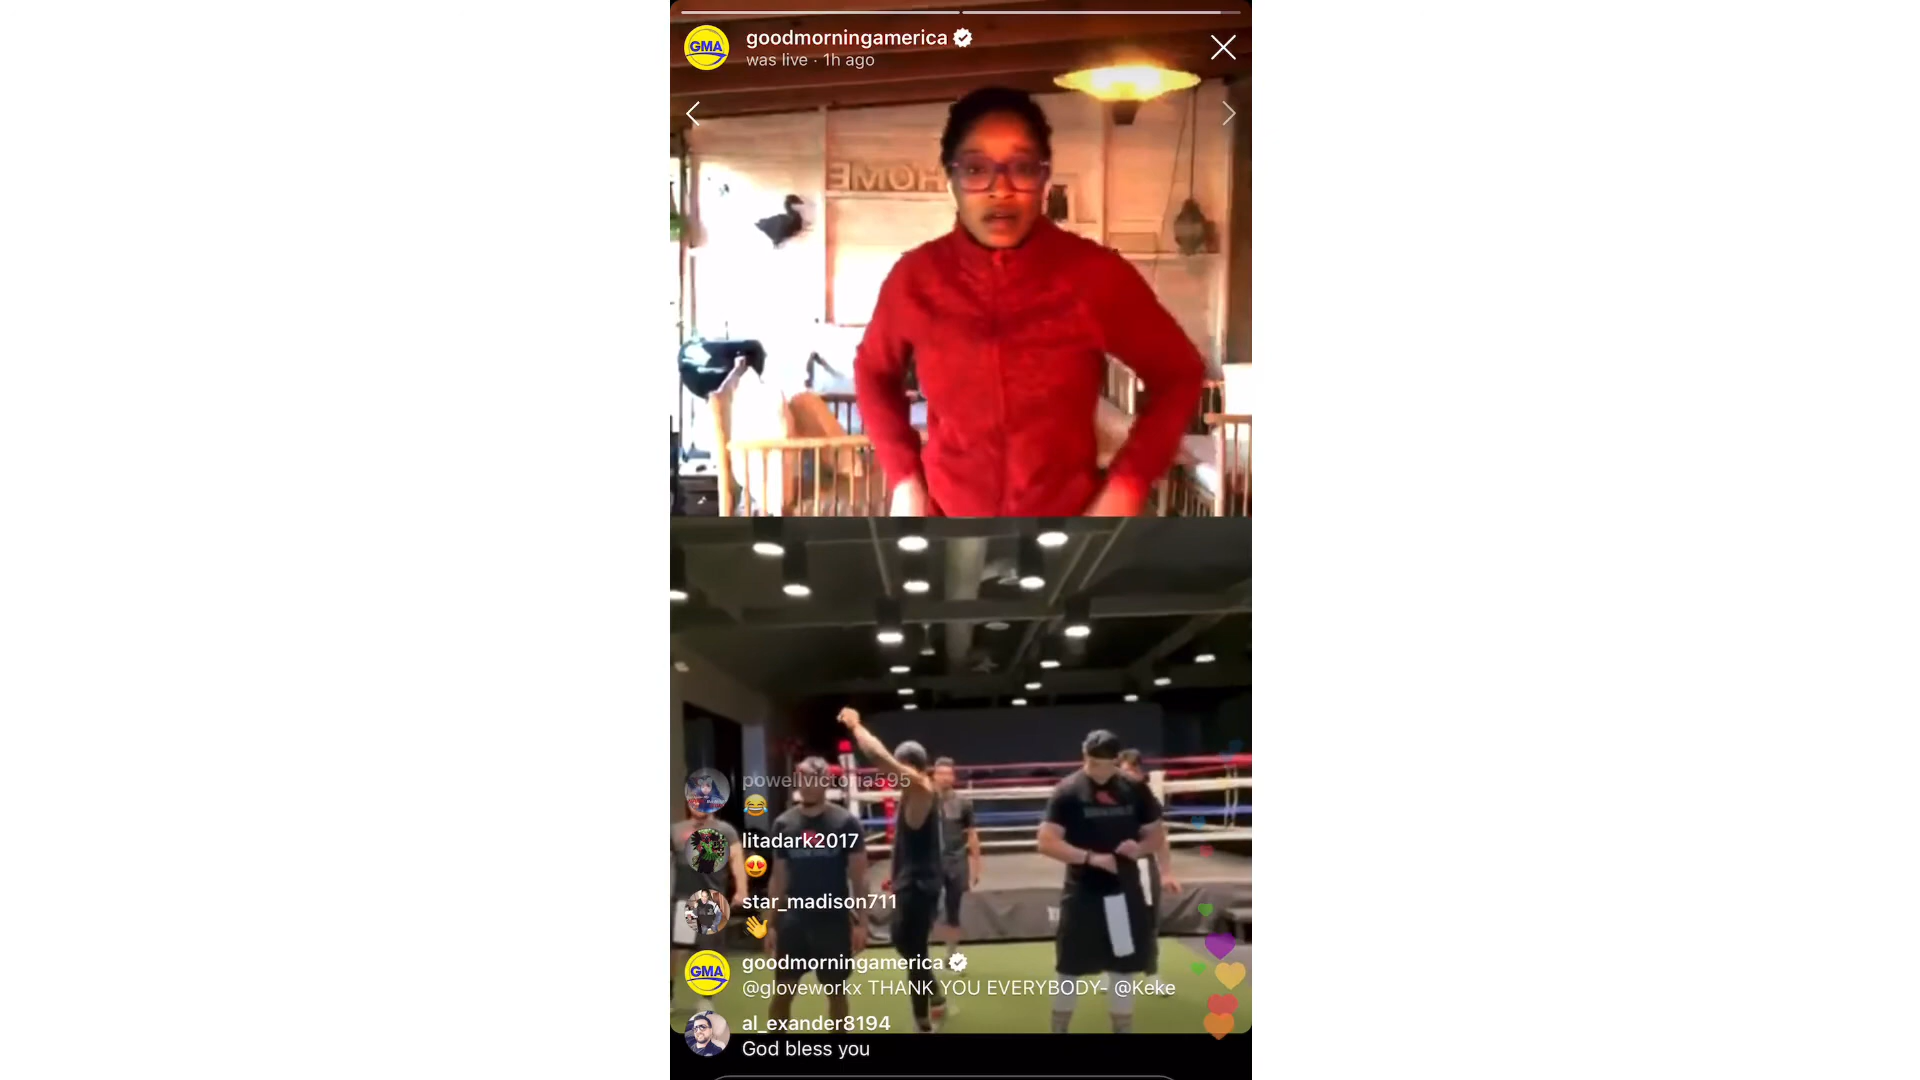 GMA
goodmorningamerica
was live · 1h ago
HOME
powellvictoria595
😂
litadark2017
😍
star_madison711
👋
GMA
goodmorningamerica
@gloveworkx THANK YOU EVERYBODY- @Keke
al_exander8194
God bless you